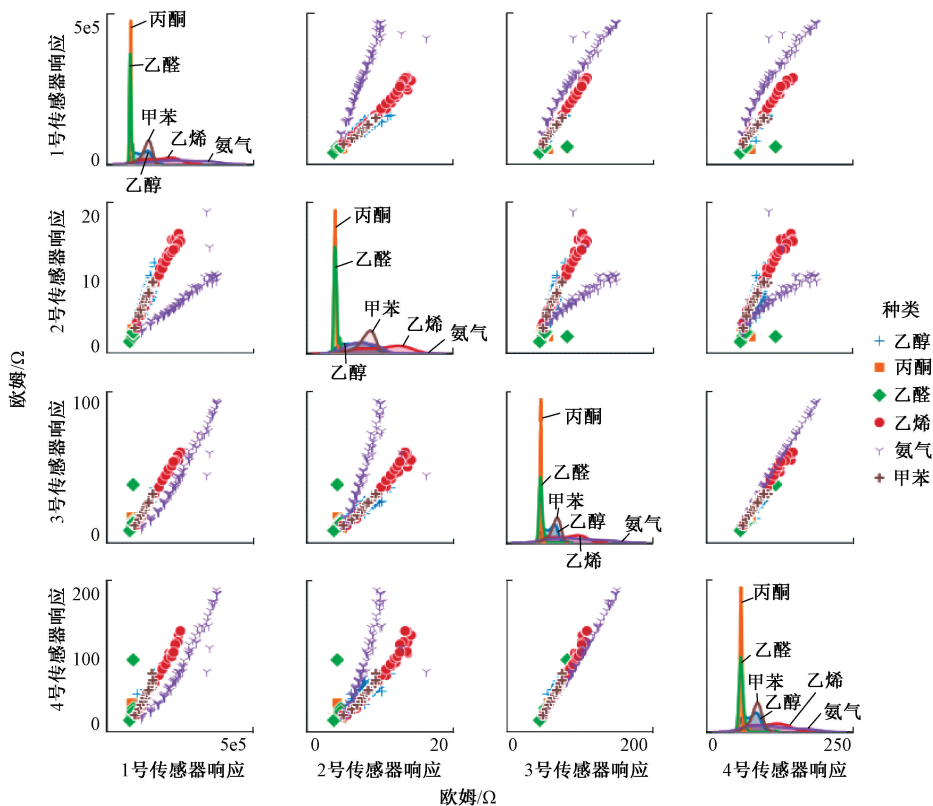 5e5
1号传感器响应
0
丙酮
乙醛
甲苯
乙烯
氨气
乙醇
20
2号传感器响应
10
0
丙酮
乙醛
甲苯
乙烯
氨气
乙醇
欧姆/Ω
100
3号传感器响应
0
丙酮
乙醛
甲苯
乙醇
氨气
乙烯
200
4号传感器响应
100
0
丙酮
乙醛
甲苯
乙烯
乙醇
氨气
种类
乙醇
丙酮
乙醛
乙烯
氨气
甲苯
5e5
0 20
0 200
0 250
1号传感器响应
2号传感器响应
3号传感器响应
4号传感器响应
欧姆/Ω